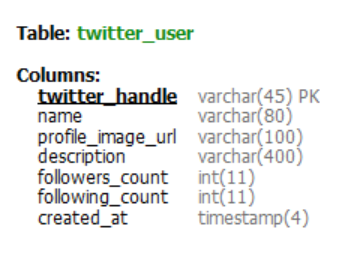 Table: twitter_user
Columns:
twitter_handle varchar(45) PK
name varchar(80)
profile_image_url varchar(100)
description varchar(400)
followers_count int(11)
following_count int(11)
created_at timestamp(4)